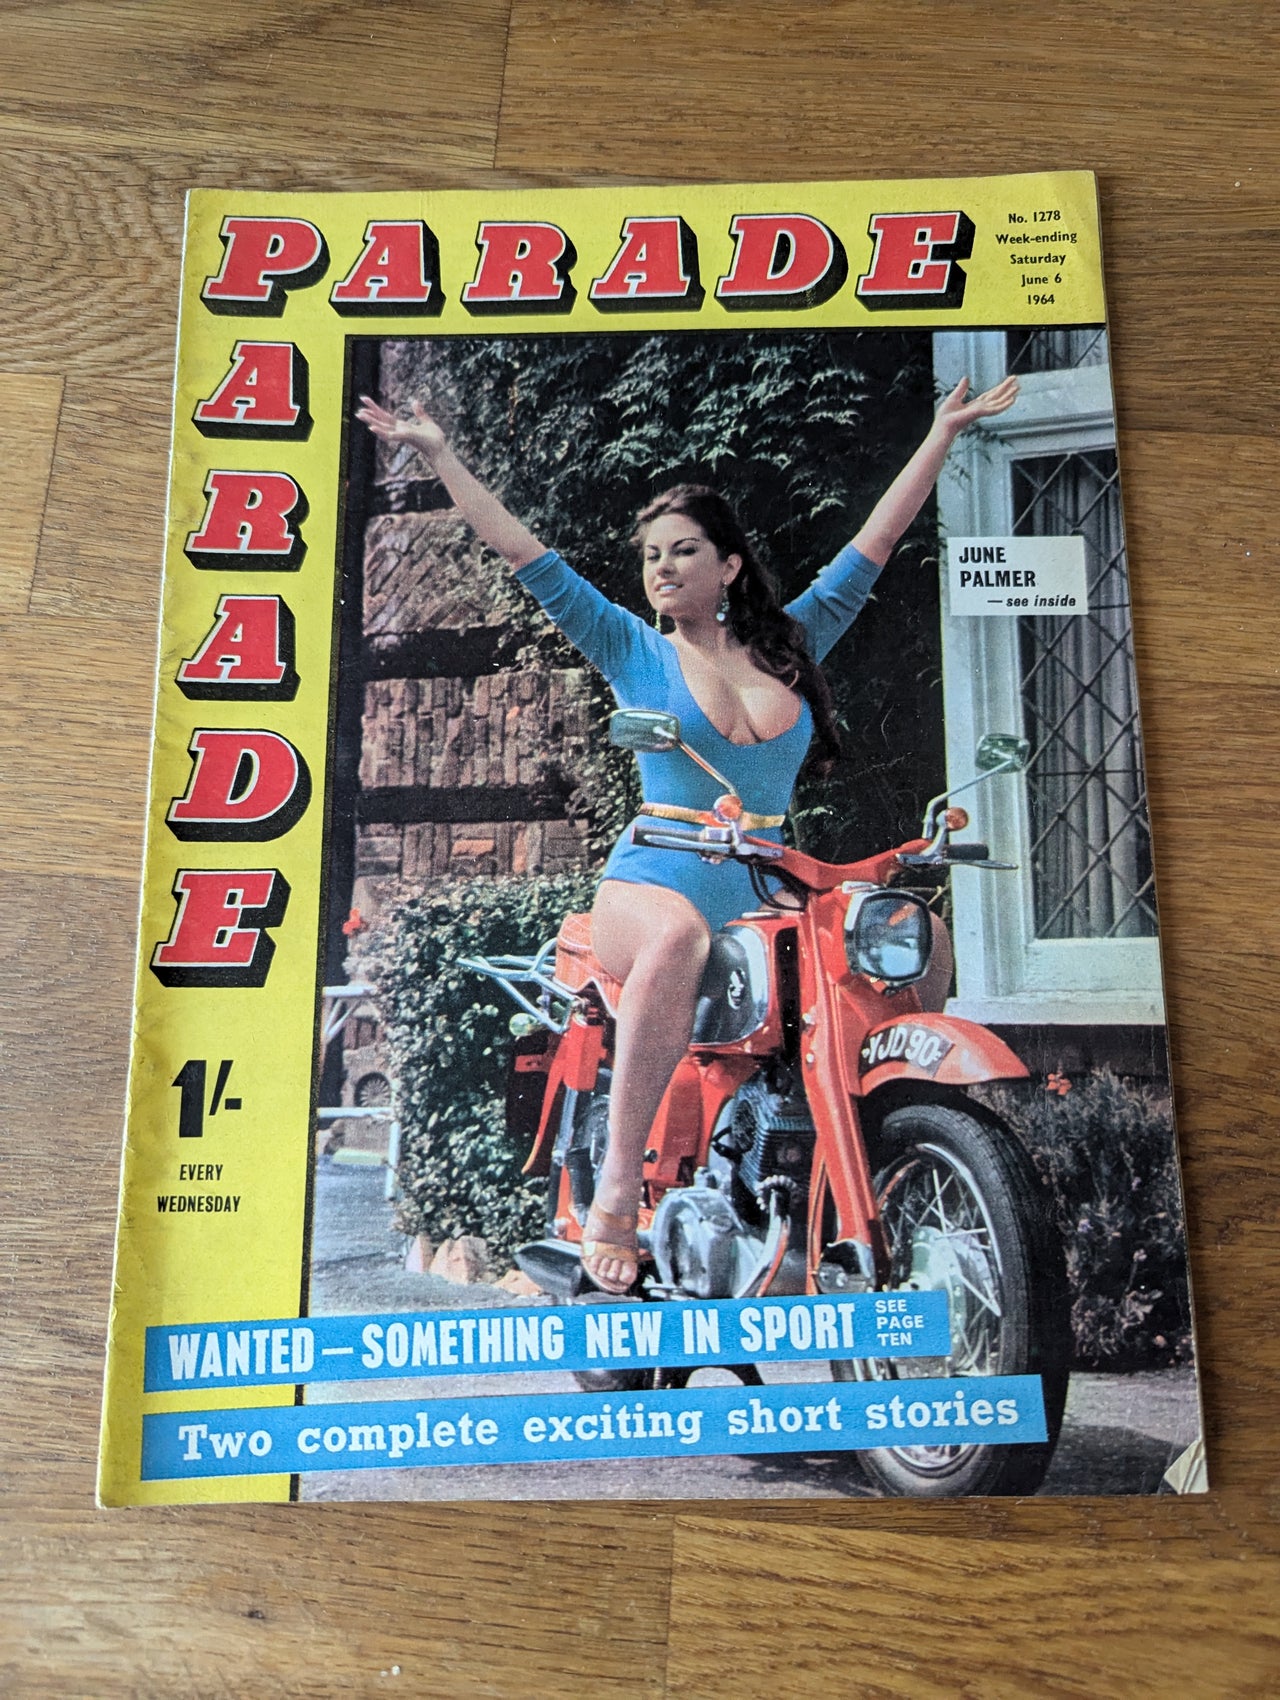 PARADE
No. 1278
Week-ending
Saturday
June 6
1964
PARADE
JUNE
PALMER
—see inside
YJD 90
1/-
EVERY
WEDNESDAY
WANTED—SOMETHING NEW IN SPORT
SEE
PAGE
TEN
Two complete exciting short stories